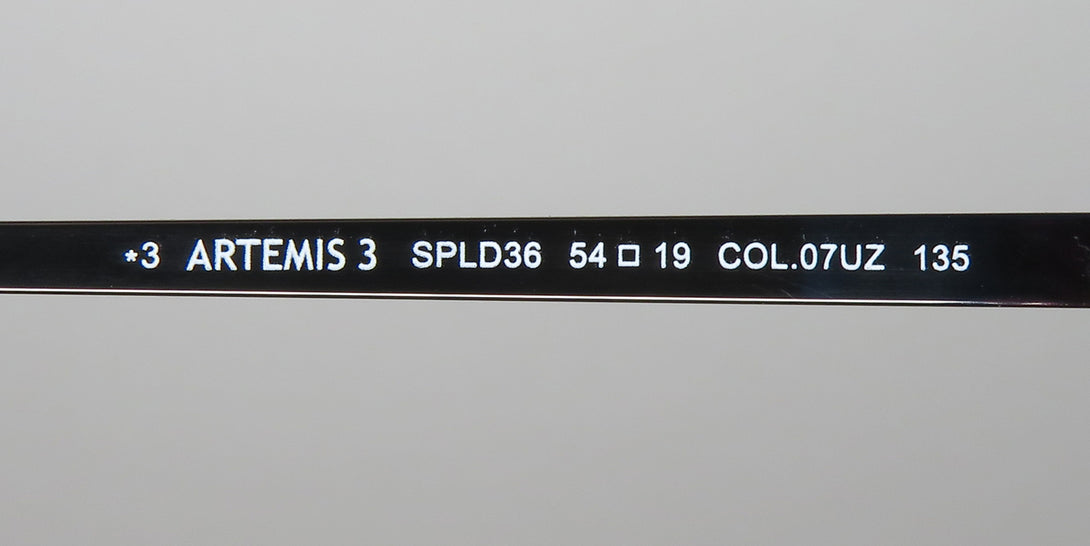 *3 ARTEMIS 3 SPLD36 54 □ 19 COL.07UZ 135